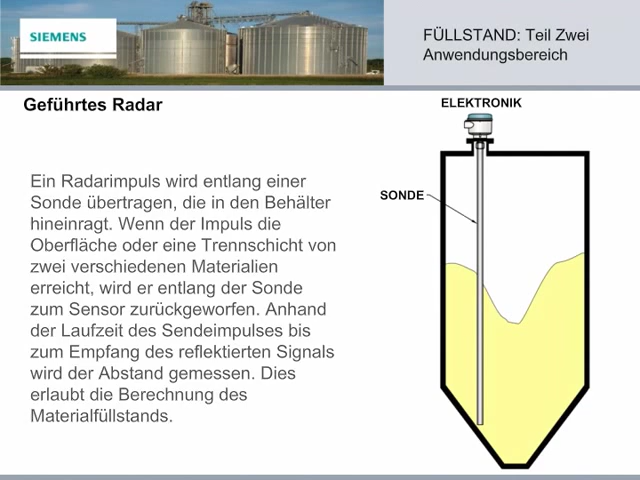 SIEMENS
FÜLLSTAND: Teil Zwei
Anwendungsbereich
Geführtes Radar
ELEKTRONIK
SONDE
Ein Radarimpuls wird entlang einer
Sonde übertragen, die in den Behälter
hineinragt. Wenn der Impuls die
Oberfläche oder eine Trennschicht von
zwei verschiedenen Materialien
erreicht, wird er entlang der Sonde
zum Sensor zurückgeworfen. Anhand
der Laufzeit des Sendeimpulses bis
zum Empfang des reflektierten Signals
wird der Abstand gemessen. Dies
erlaubt die Berechnung des
Materialfüllstands.